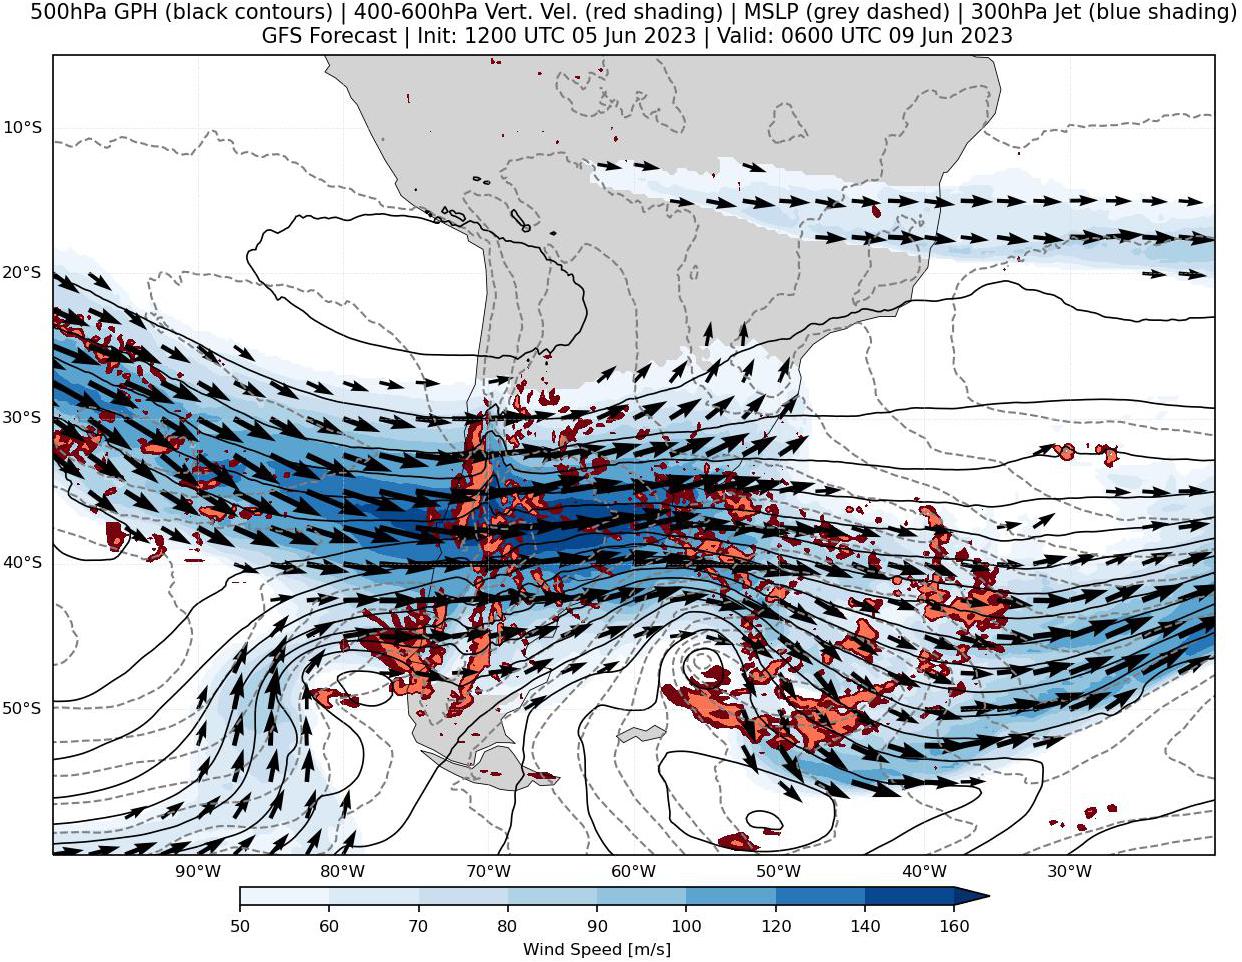 500hPa GPH (black contours) | 400-600hPa Vert. Vel. (red shading) | MSLP (grey dashed) | 300hPa Jet (blue shading)
GFS Forecast | Init: 1200 UTC 05 Jun 2023 | Valid: 0600 UTC 09 Jun 2023
10°S
20°S
30°S
40°S
50°S
90°W 80°W 70°W 60°W 50°W 40°W 30°W
50 60 70 80 90 100 120 140 160
Wind Speed [m/s]